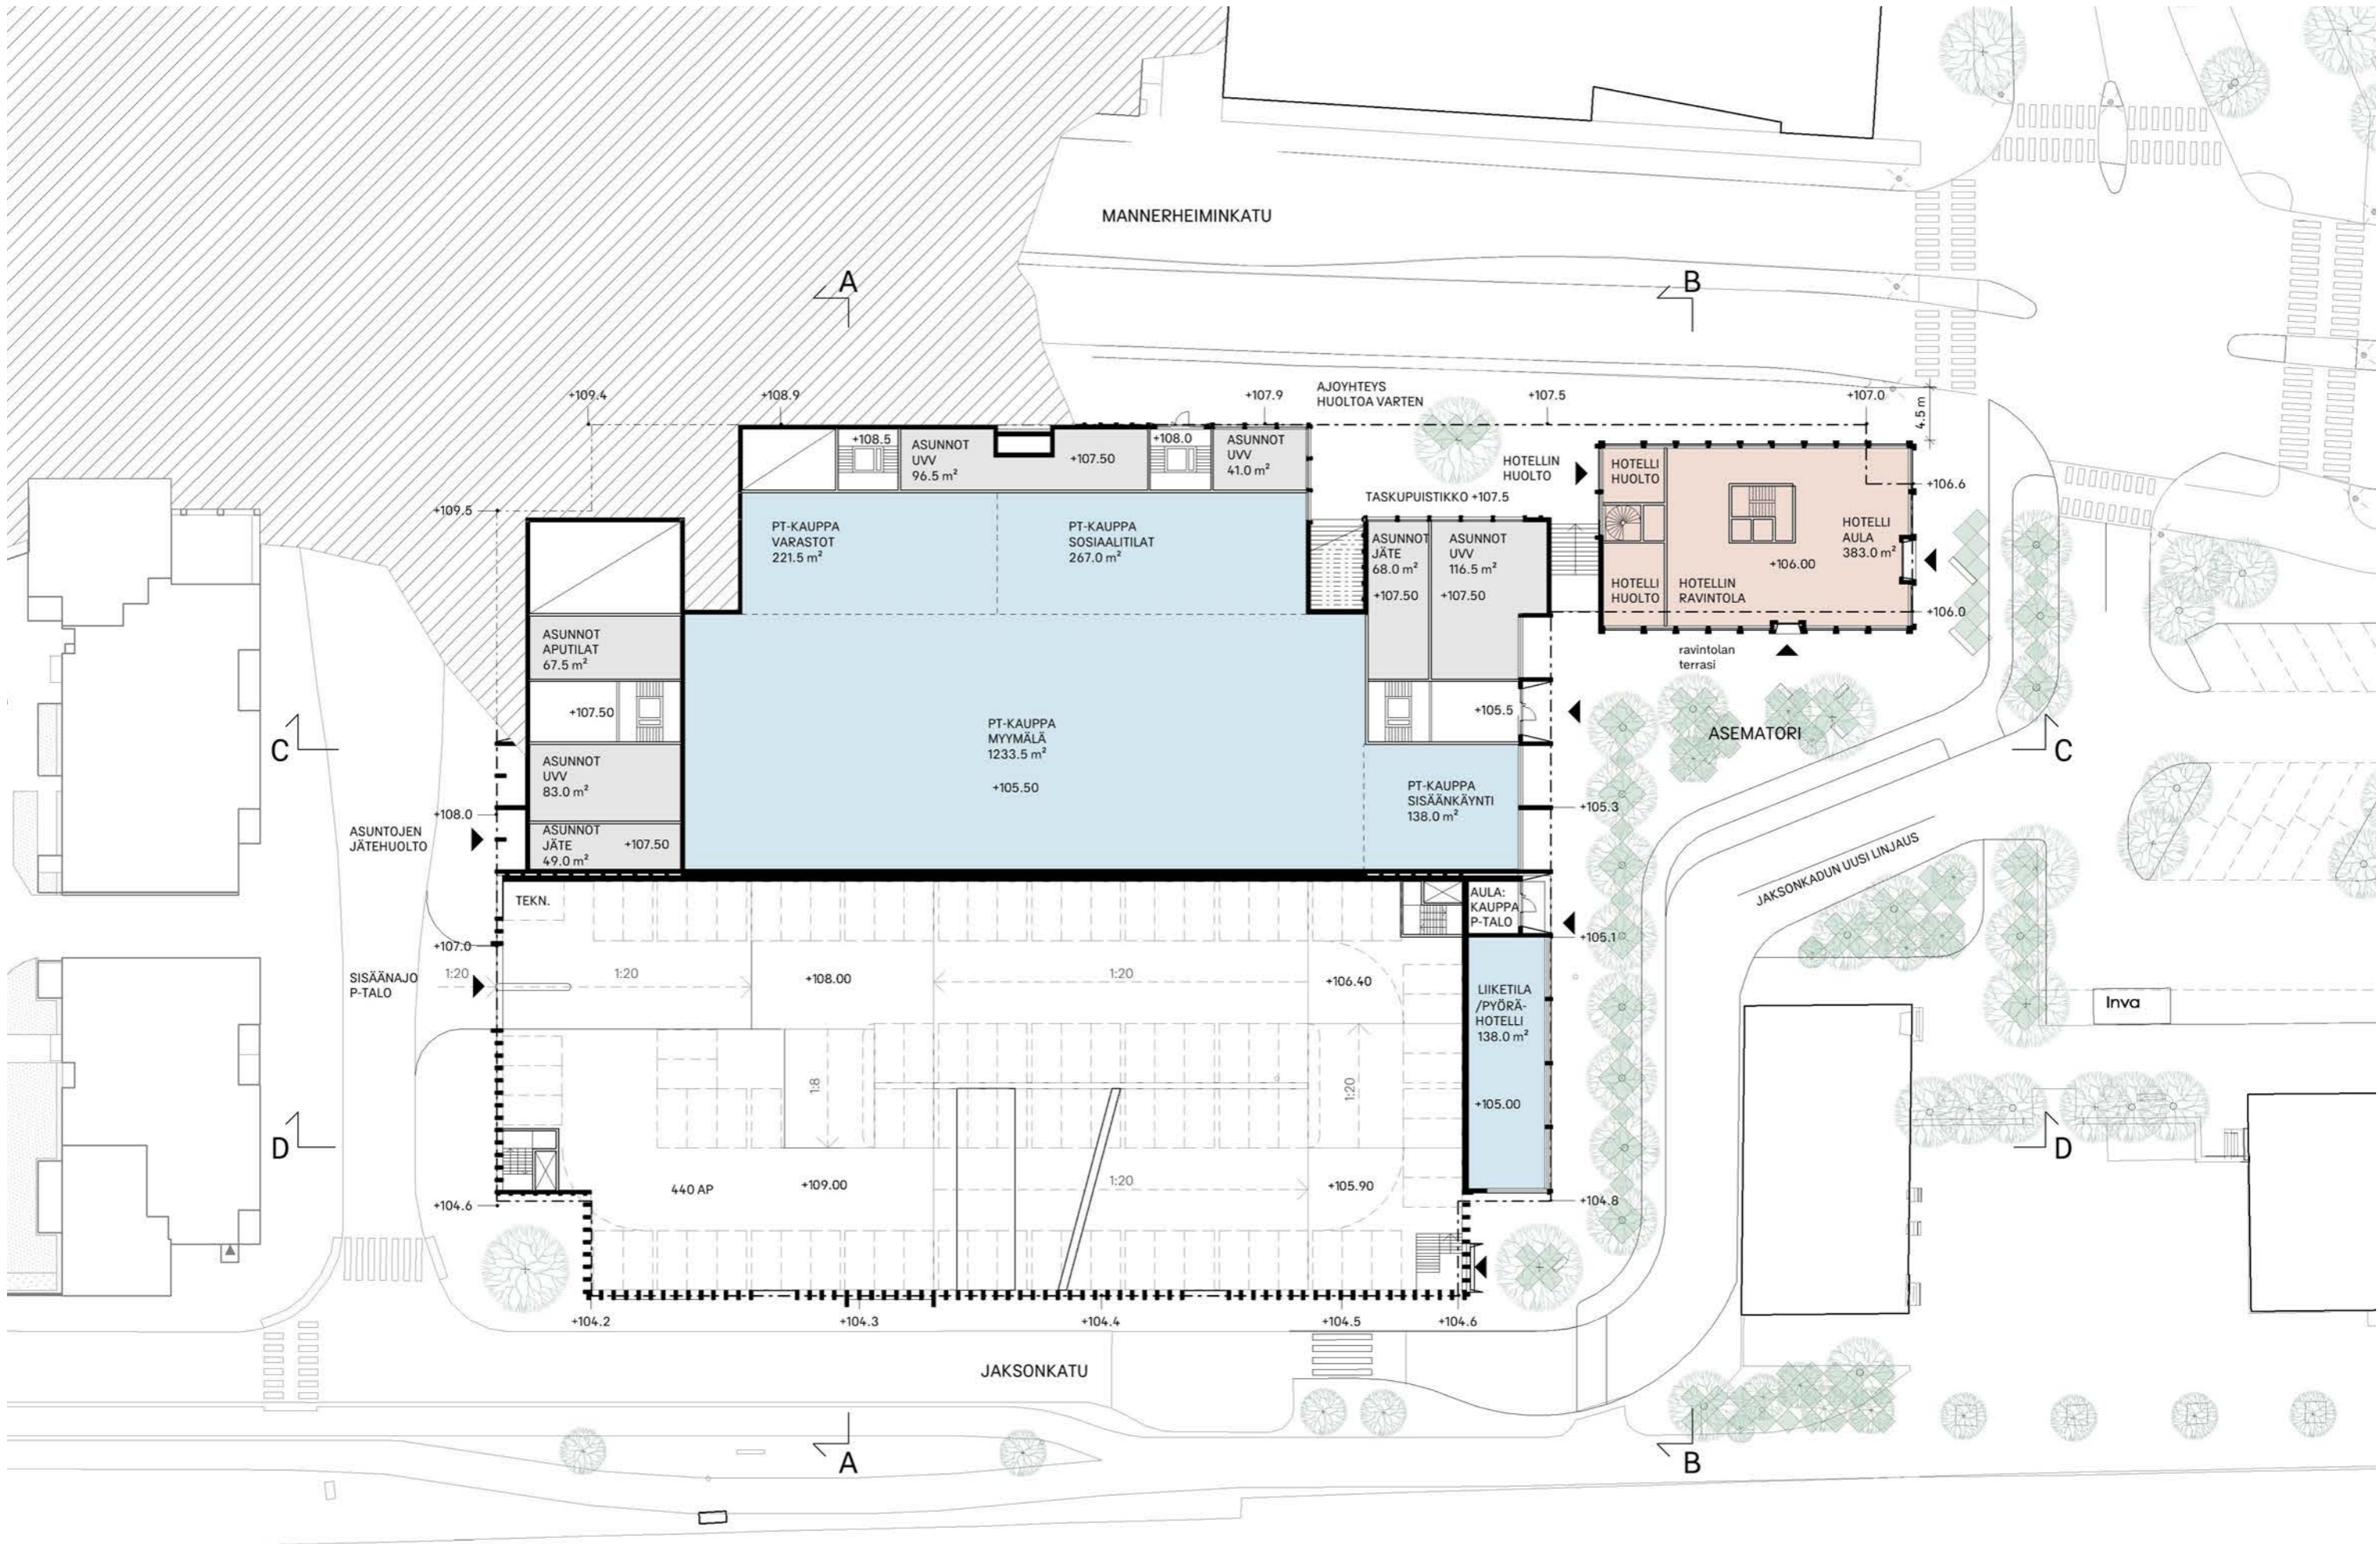 MANNERHEIMINKATU
A
B
+109.4
+108.9
+107.9
AJOYHTEYS
HUOLTOA VARTEN
+107.5
+107.0
4.5 m
+108.5
ASUNNOT
UVV
96.5 m²
+107.50
+108.0
ASUNNOT
UVV
41.0 m²
HOTELLIN
HUOLTO
HOTELLI
HUOLTO
+106.6
TASKUPUISTIKKO +107.5
+109.5
PT-KAUPPA
VARASTOT
221.5 m²
PT-KAUPPA
SOSIAALITILAT
267.0 m²
ASUNNOT
JÄTE
68.0 m²
+107.50
ASUNNOT
UVV
116.5 m²
+107.50
HOTELLI
AULA
383.0 m²
+106.00
HOTELLI
HUOLTO
HOTELLIN
RAVINTOLA
+106.0
ravintolan
terrasi
ASUNNOT
APUTILAT
67.5 m²
+107.50
PT-KAUPPA
MYYMÄLÄ
1233.5 m²
+105.50
+105.5
ASEMATORI
C
C
ASUNNOT
UVV
83.0 m²
PT-KAUPPA
SISÄÄNKÄYNTI
138.0 m²
+105.3
+108.0
ASUNTOJEN
JÄTEHUOLTO
ASUNNOT
JÄTE
49.0 m²
+107.50
JAKSONKADUN UUSI LINJAUS
TEKN.
AULA:
KAUPPA
P-TALO
+105.1
+107.0
SISÄÄNAJO
P-TALO
1:20
1:20
+108.00
1:20
+106.40
LIIKETILA
/PYÖRÄ-
HOTELLI
138.0 m²
Inva
1:8
1:20
+105.00
D
D
440 AP
+109.00
1:20
+105.90
+104.6
+104.8
+104.2
+104.3
+104.4
+104.5
+104.6
JAKSONKATU
A
B